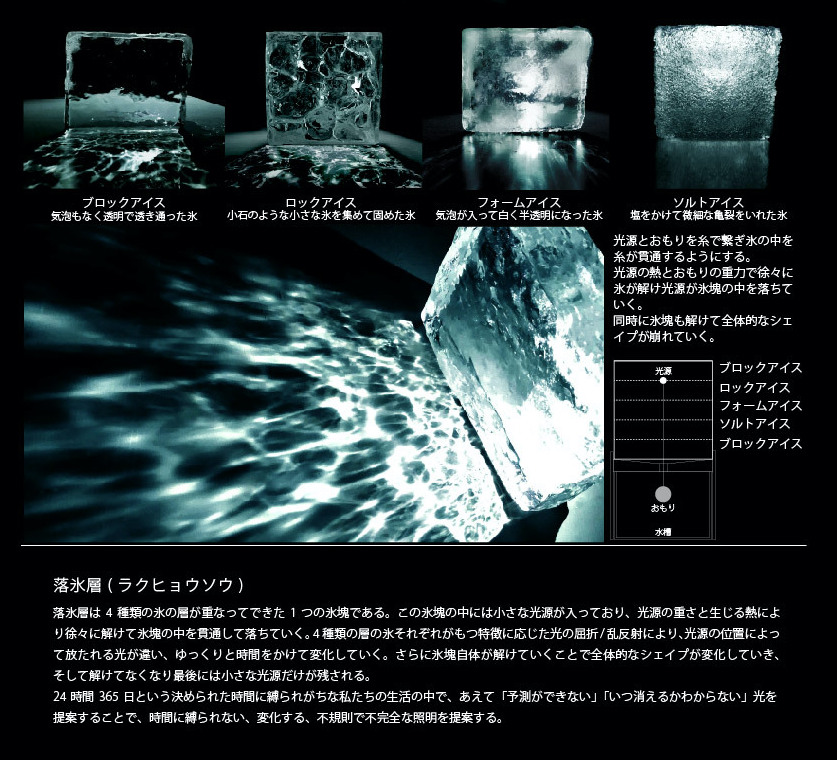 ブロックアイス
気泡もなく透明で透き通った氷
ロックアイス
小石のような小さな氷を集めて固めた氷
フォームアイス
気泡が入って白く半透明になった氷
ソルトアイス
塩をかけて微細な亀裂をいれた氷
光源とおもりを糸で繋ぎ氷の中を
糸が貫通するようにする。
光源の熱とおもりの重力で徐々に
氷が解け光源が氷塊の中を落ちて
いく。
同時に氷塊も解けて全体的なシェ
イプが崩れていく。
光源
ブロックアイス
ロックアイス
フォームアイス
ソルトアイス
ブロックアイス
おもり
水槽
落氷層 ( ラクヒョウソウ )
落氷層は 4 種類の氷の層が重なってできた 1 つの氷塊である。この氷塊の中には小さな光源が入っており、光源の重さと生じる熱によ
り徐々に解けて氷塊の中を貫通して落ちていく。4 種類の層の氷それぞれがもつ特徴に応じた光の屈折/乱反射により、光源の位置によっ
て放たれる光が違い、ゆっくりと時間をかけて変化していく。さらに氷塊自体が解けていくことで全体的なシェイプが変化していき、
そして解けてなくなり最後には小さな光源だけが残される。
24 時間 365 日という決められた時間に縛られがちな私たちの生活の中で、あえて「予測ができない」「いつ消えるかわからない」光を
提案することで、時間に縛られない、変化する、不規則で不完全な照明を提案する。